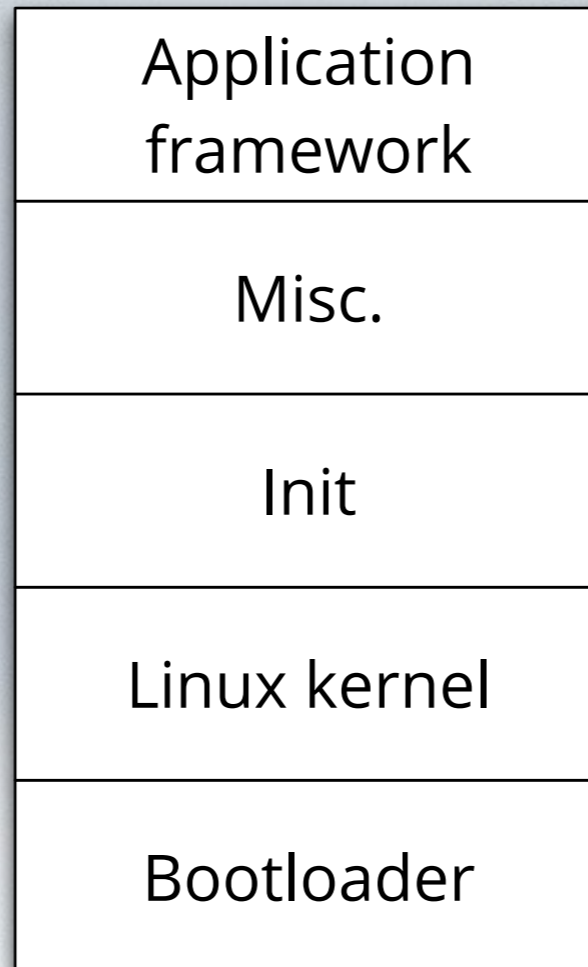 Application
framework
Misc.
Init
Linux kernel
Bootloader